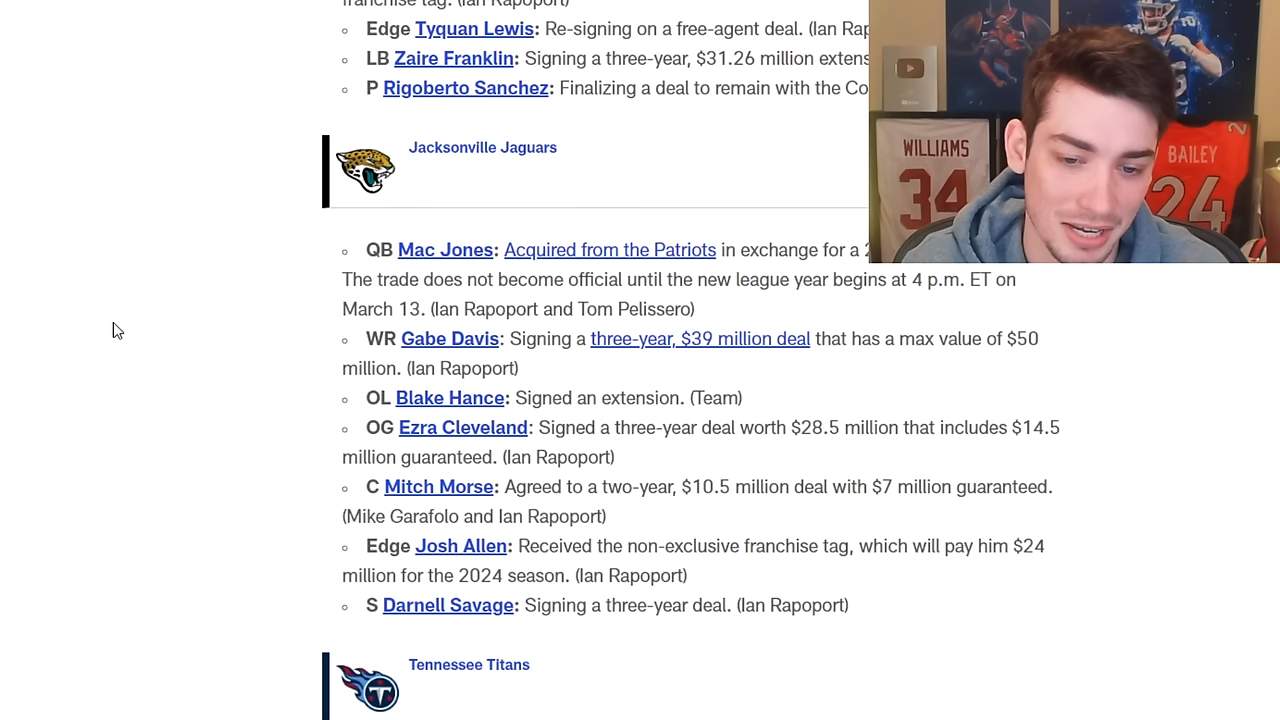 franchise tag. (Ian Rapoport)
Edge Tyquan Lewis: Re-signing on a free-agent deal. (Ian Rap
LB Zaire Franklin: Signing a three-year, $31.26 million extens
P Rigoberto Sanchez: Finalizing a deal to remain with the Co
Jacksonville Jaguars
WILLIAMS
34
BAILEY
24
2
QB Mac Jones: Acquired from the Patriots in exchange for a 2
The trade does not become official until the new league year begins at 4 p.m. ET on
March 13. (Ian Rapoport and Tom Pelissero)
WR Gabe Davis: Signing a three-year, $39 million deal that has a max value of $50
million. (Ian Rapoport)
OL Blake Hance: Signed an extension. (Team)
OG Ezra Cleveland: Signed a three-year deal worth $28.5 million that includes $14.5
million guaranteed. (Ian Rapoport)
C Mitch Morse: Agreed to a two-year, $10.5 million deal with $7 million guaranteed.
(Mike Garafolo and Ian Rapoport)
Edge Josh Allen: Received the non-exclusive franchise tag, which will pay him $24
million for the 2024 season. (Ian Rapoport)
S Darnell Savage: Signing a three-year deal. (Ian Rapoport)
Tennessee Titans
T